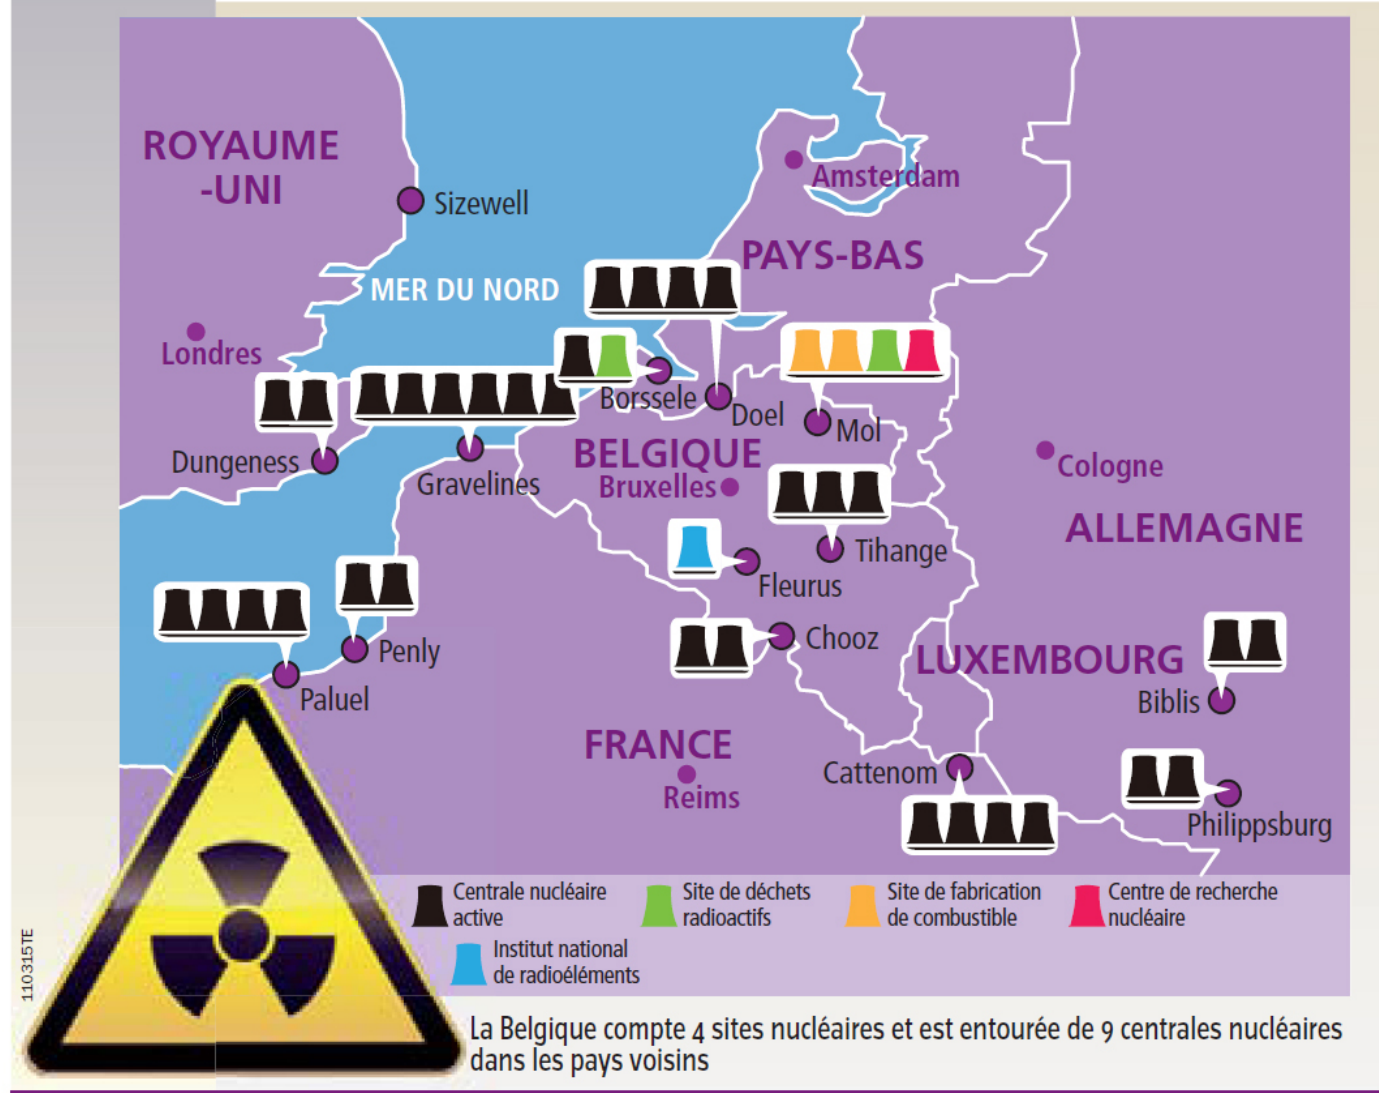 ROYAUME
-UNI
Sizewell
Amsterdam
PAYS-BAS
MER DU NORD
Londres
Borssele
Doel
Mol
Dungeness
Gravelines
BELGIQUE
Bruxelles
Cologne
ALLEMAGNE
Tihange
Fleurus
Chooz
LUXEMBOURG
Penly
Paluel
Biblis
FRANCE
Reims
Cattenom
Philippsburg
Centrale nucléaire
active
Site de déchets
radioactifs
Site de fabrication
de combustible
Centre de recherche
nucléaire
Institut national
de radioéléments
110315TE
La Belgique compte 4 sites nucléaires et est entourée de 9 centrales nucléaires
dans les pays voisins